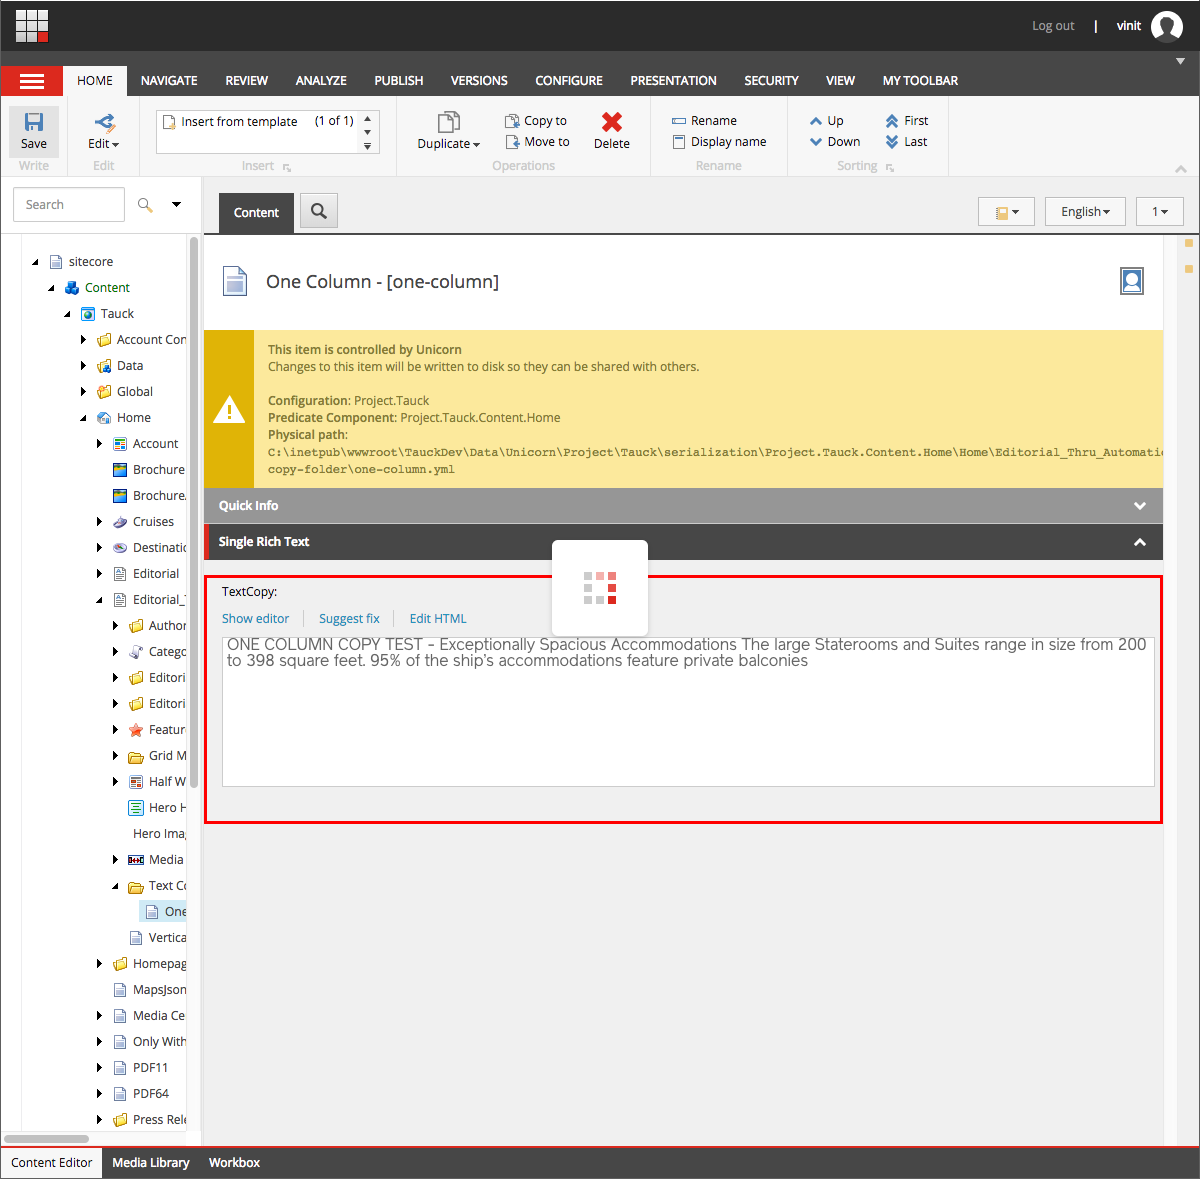 Log out | vinit
HOME NAVIGATE REVIEW ANALYZE PUBLISH VERSIONS CONFIGURE PRESENTATION SECURITY VIEW MY TOOLBAR
Save
Write
Edit
Edit
Insert from template (1 of 1)
Insert
Duplicate
Copy to
Move to
Delete
Operations
Rename
Display name
Rename
Up
Down
First
Last
Sorting
Search
Content
English
1
sitecore
Content
Tauck
Account Con
Data
Global
Home
Account
Brochure
Brochure
Cruises
Destinatio
Editorial
Editorial_
Author
Catego
Editori
Editori
Featur
Grid M
Half W
Hero H
Hero Ima
Media
Text Co
One
Vertica
Homepag
MapsJson
Media Ce
Only With
PDF11
PDF64
Press Rele
One Column - [one-column]
This item is controlled by Unicorn
Changes to this item will be written to disk so they can be shared with others.
Configuration: Project.Tauck
Predicate Component: Project.Tauck.Content.Home
Physical path:
C:\inetpub\wwwroot\TauckDev\Data\Unicorn\Project\Tauck\serialization\Project.Tauck.Content.Home\Home\Editorial_Thru_Automatic
copy-folder\one-column.yml
Quick Info
Single Rich Text
TextCopy:
Show editor Suggest fix Edit HTML
ONE COLUMN COPY TEST - Exceptionally Spacious Accommodations The large Staterooms and Suites range in size from 200
to 398 square feet. 95% of the ship's accommodations feature private balconies
Content Editor Media Library Workbox